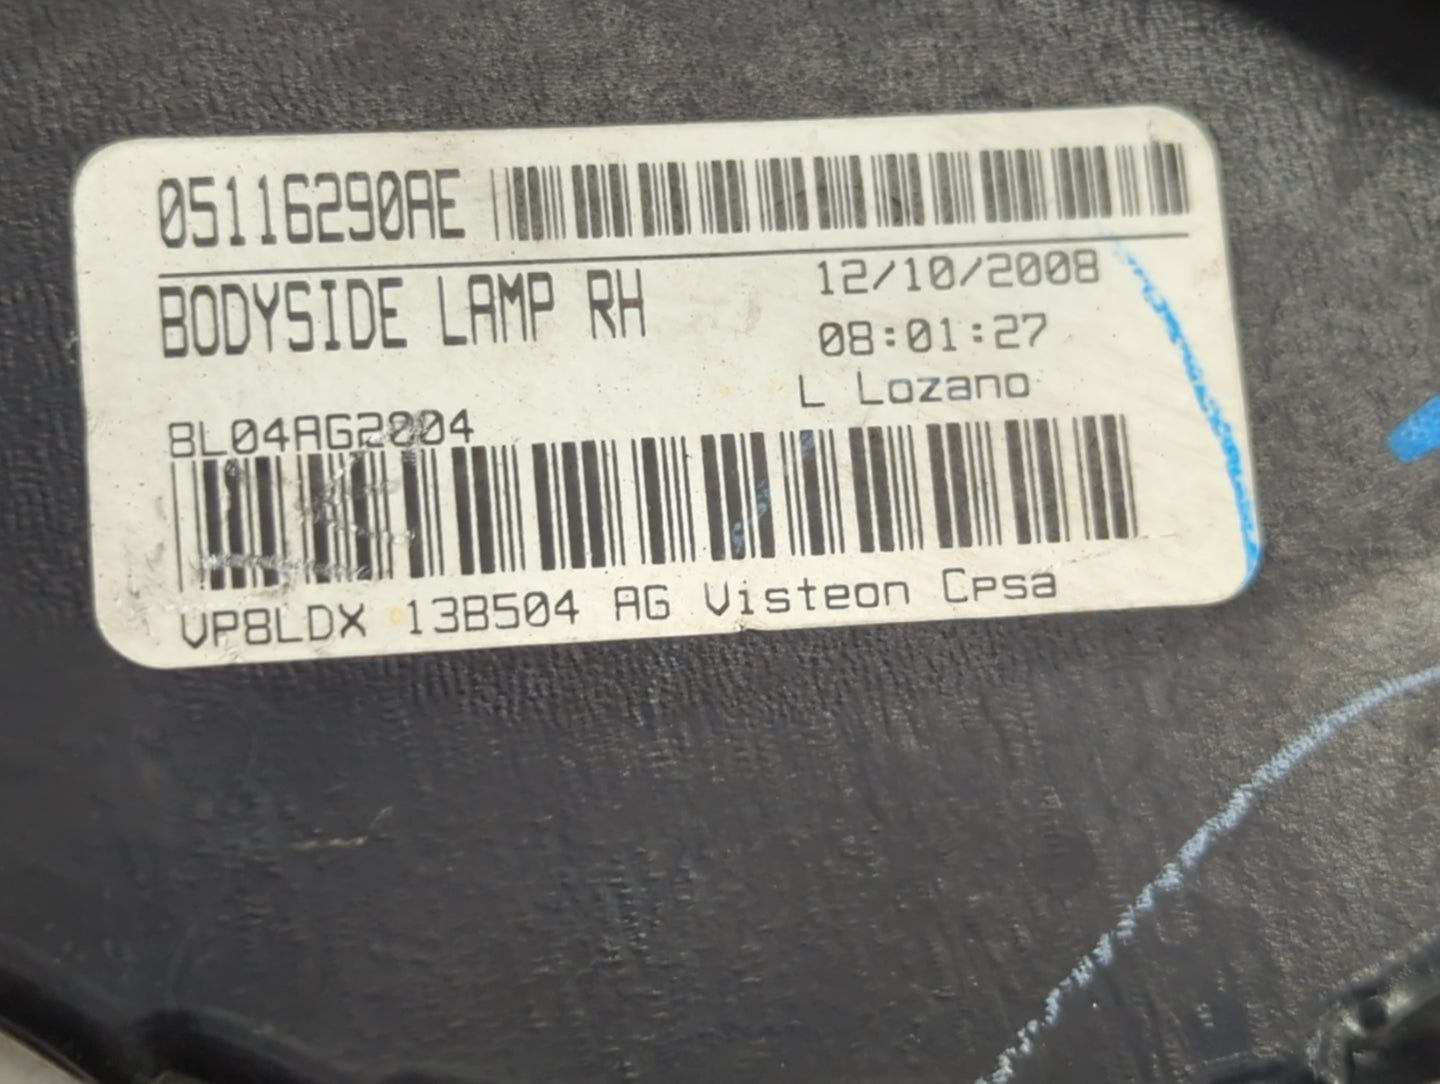 05116290AE
BODYSIDE LAMP RH
12/10/2008
08:01:27
L Lozano
8L04AG2004
VP8LDX 13B504 AG Visteon Cpsa